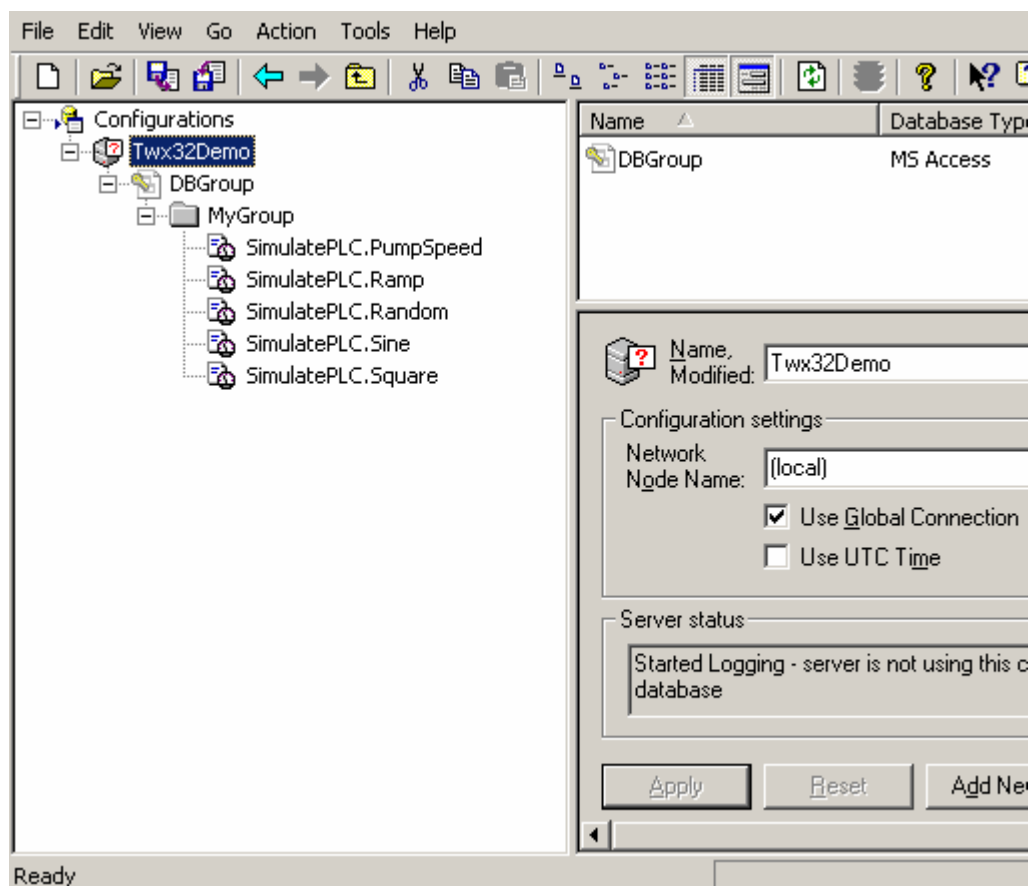 File Edit View Go Action Tools Help
Configurations
Twx32Demo
DBGroup
MyGroup
SimulatePLC.PumpSpeed
SimulatePLC.Ramp
SimulatePLC.Random
SimulatePLC.Sine
SimulatePLC.Square
Name Database Type
DBGroup MS Access
Name,
Modified: Twx32Demo
Configuration settings
Network
Node Name: (local)
Use Global Connection
Use UTC Time
Server status
Started Logging - server is not using this c
database
Apply Reset Add Ne
Ready